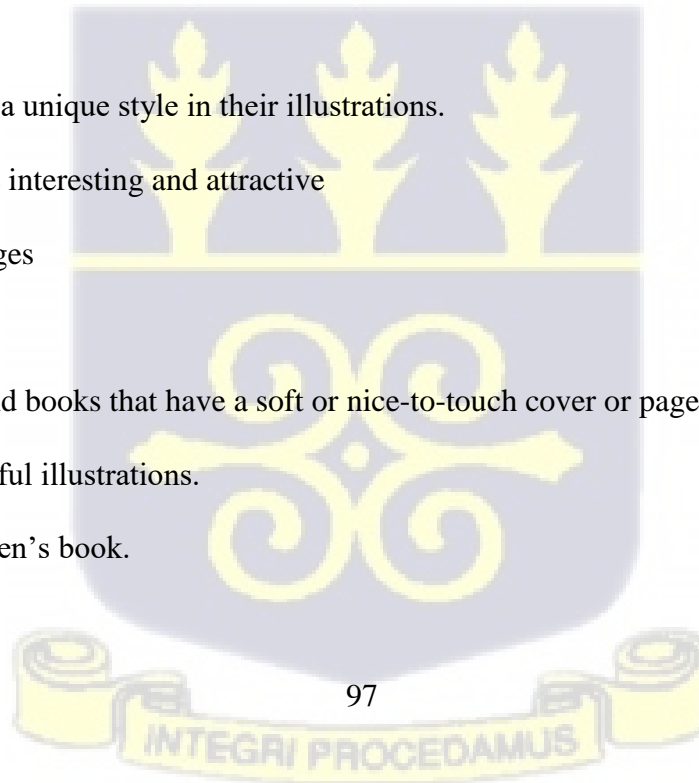 a unique style in their illustrations.
interesting and attractive
ges
d books that have a soft or nice-to-touch cover or page
ful illustrations.
en’s book.
97
INTEGRI PROCEDAMUS